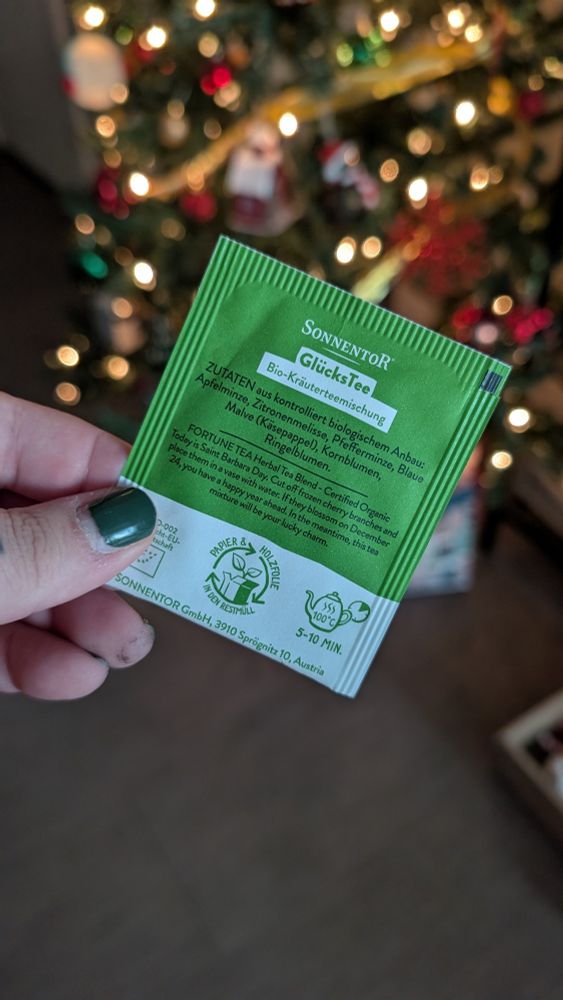 SONNENTOR®
GlücksTee
Bio-Kräuterteemischung
ZUTATEN aus kontrolliert biologischem Anbau:
Apfelminze, Zitronenmelisse, Pfefferminze, Blaue
Malve (Käsepappel), Kornblumen,
Ringelblumen.
FORTUNE TEA Herbal Tea Blend - Certified Organic
Today is Saint Barbara Day. Cut off frozen cherry branches and
place them in a vase with water. If they blossom on December
24, you have a happy year ahead. In the meantime, this tea
mixture will be your lucky charm.
-002
-EU-
PAPIER & HOLZFOLIE
IN DEN RESTMÜLL
100°C
5-10 MIN.
SONNENTOR GmbH, 3910 Sprögnitz 10, Austria